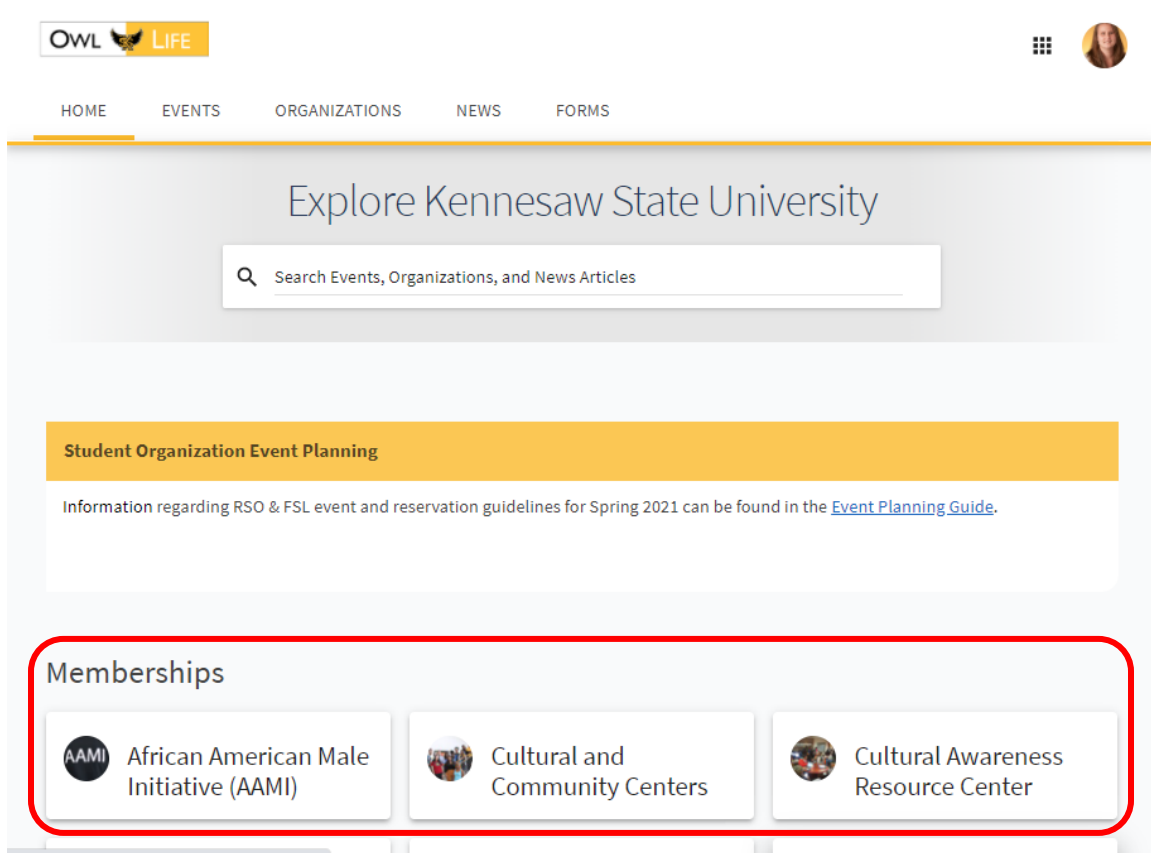 OWL LIFE
HOME EVENTS ORGANIZATIONS NEWS FORMS
Explore Kennesaw State University
Search Events, Organizations, and News Articles
Student Organization Event Planning
Information regarding RSO & FSL event and reservation guidelines for Spring 2021 can be found in the Event Planning Guide.
Memberships
AAMI
African American Male
Initiative (AAMI)
Cultural and
Community Centers
Cultural Awareness
Resource Center